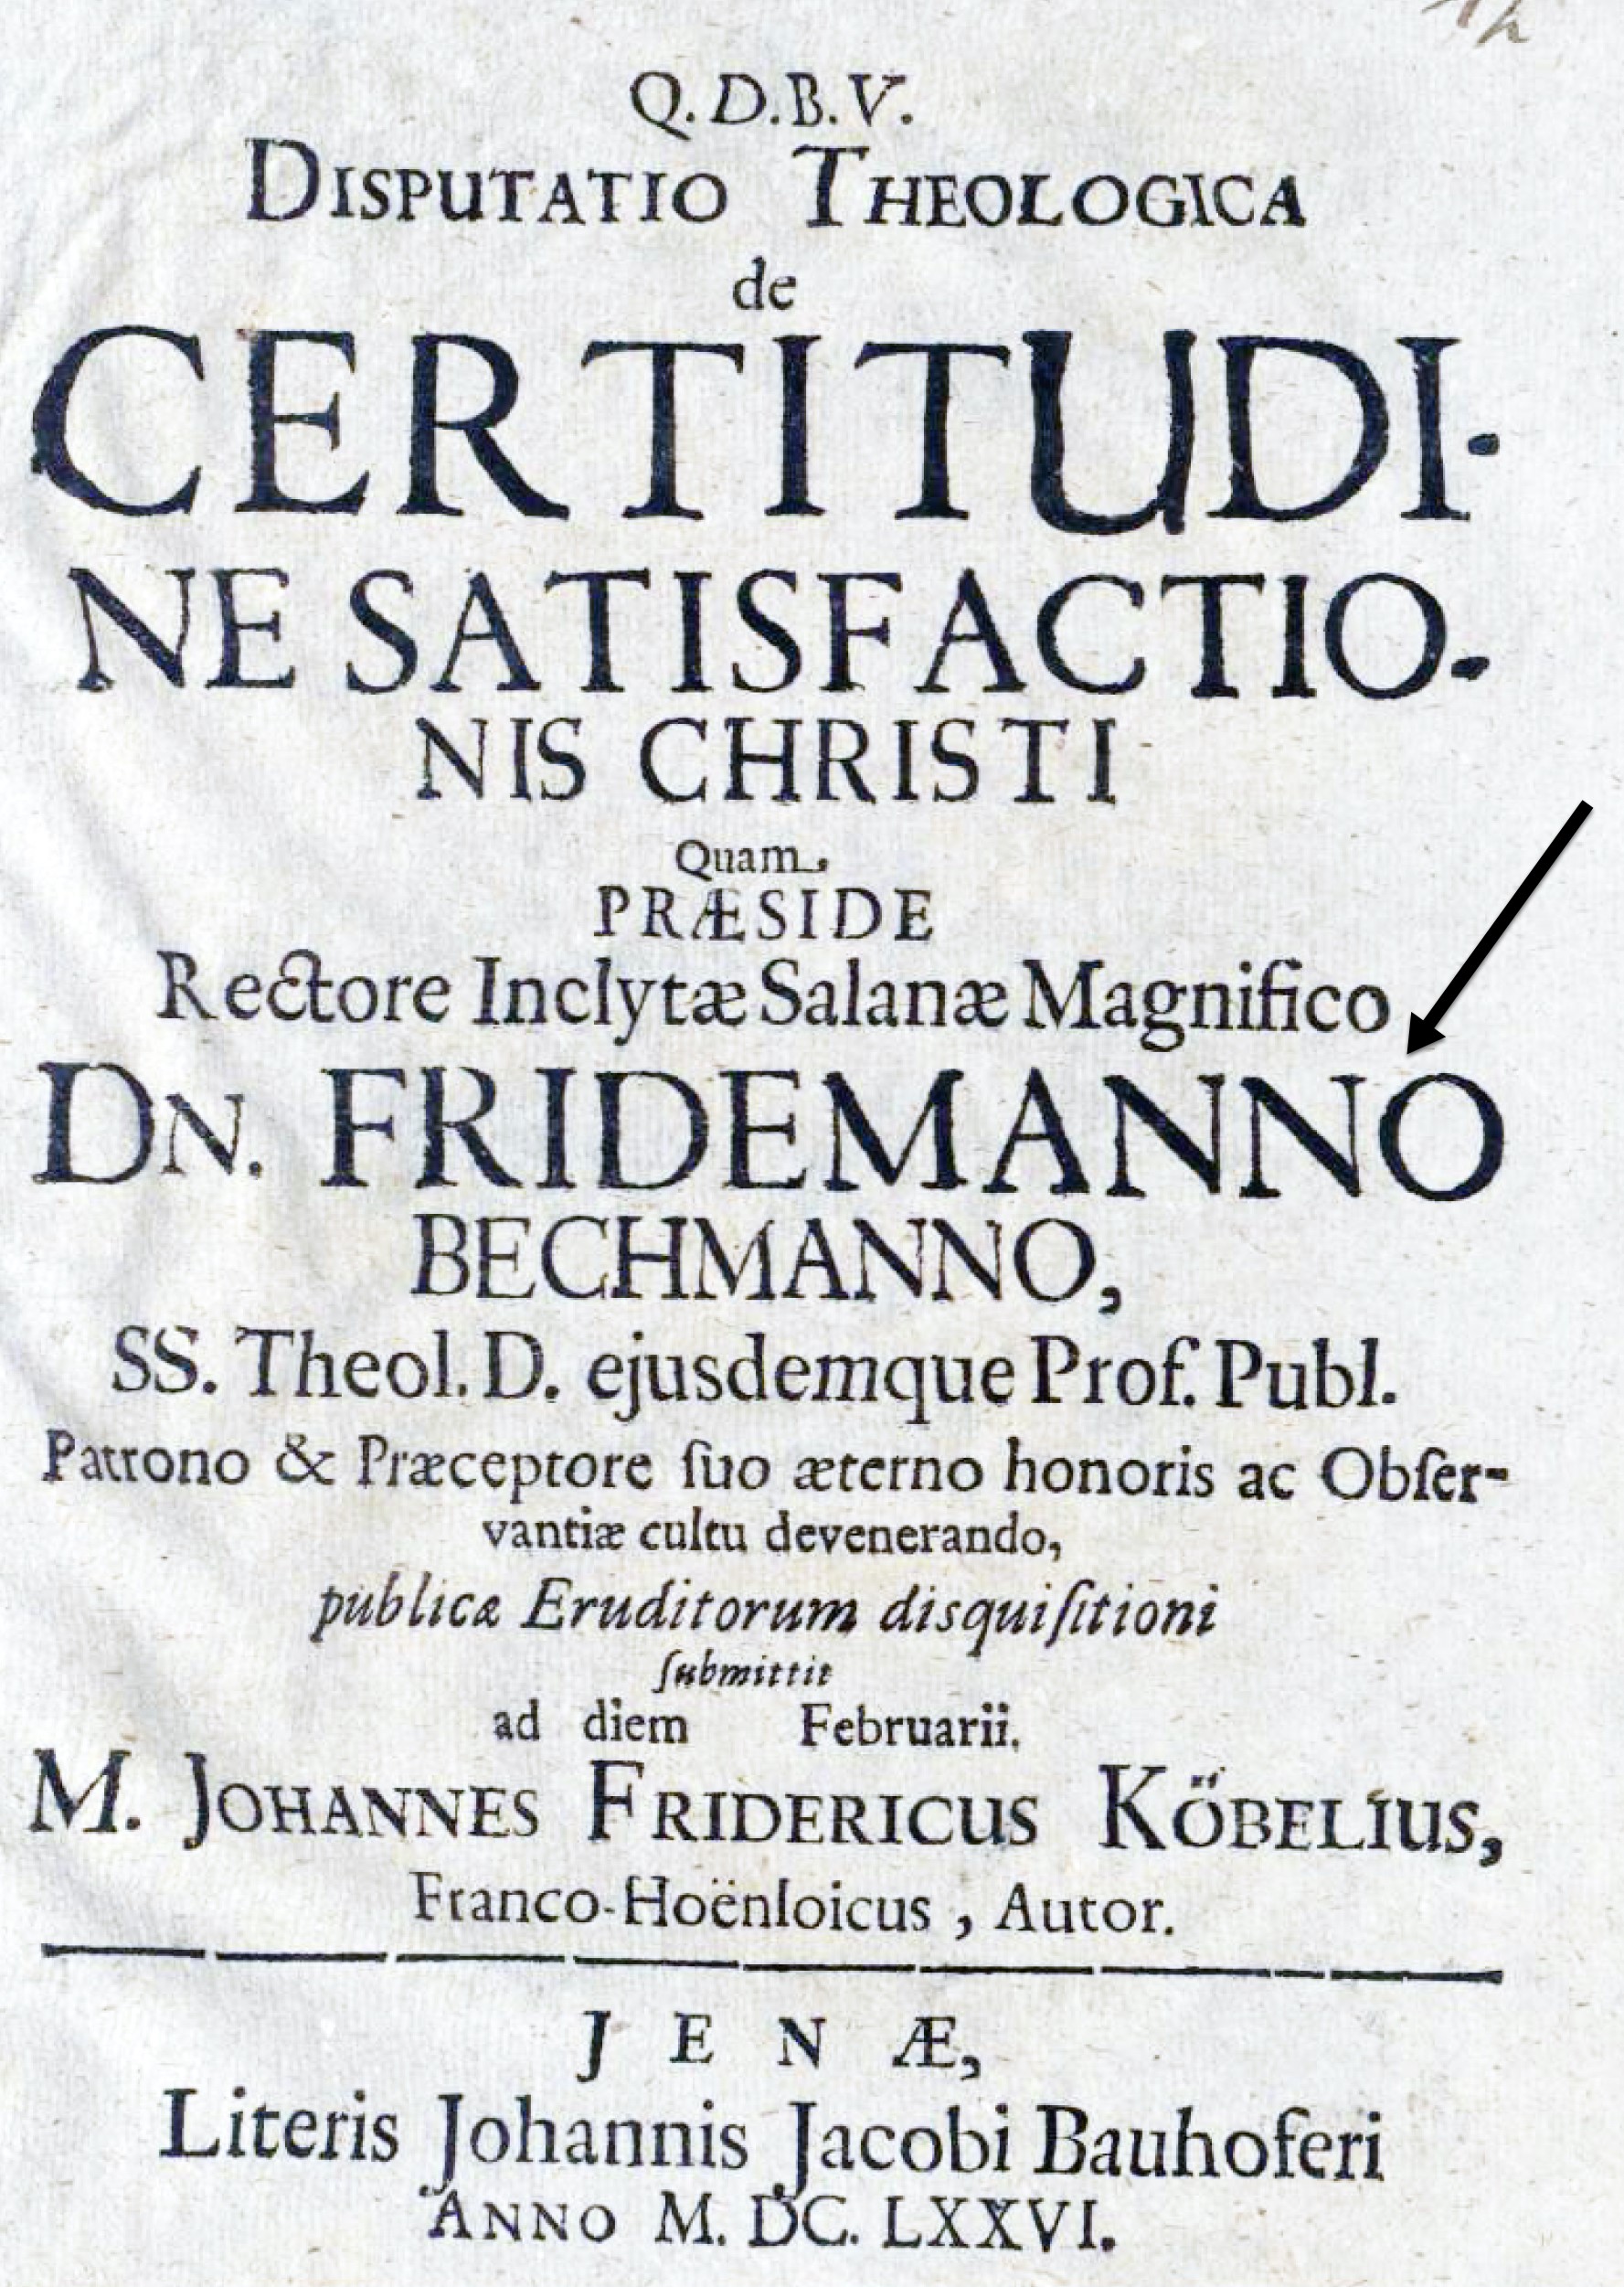 Q.D.B.V.
DISPUTATIO THEOLOGICA
de
CERTITUDI-
NE SATISFACTIO-
NIS CHRISTI
Quam
PRÆSIDE
Rectore Inclytæ Salanæ Magnifico
DN. FRIDEMANNO
BECHMANNO,
SS. Theol. D. ejusdemque Prof. Publ.
Patrono & Præceptore ſuo æterno honoris ac Obſer-
vantiæ cultu devenerando,
publicæ Eruditorum disquiſitioni
ſubmittit
ad diem Februarii.
M. JOHANNES FRIDERICUS KÖBELIUS,
Franco-Hoënloicus, Autor.
JENÆ,
Literis Johannis Jacobi Bauhoferi
ANNO M. DC. LXXVI.